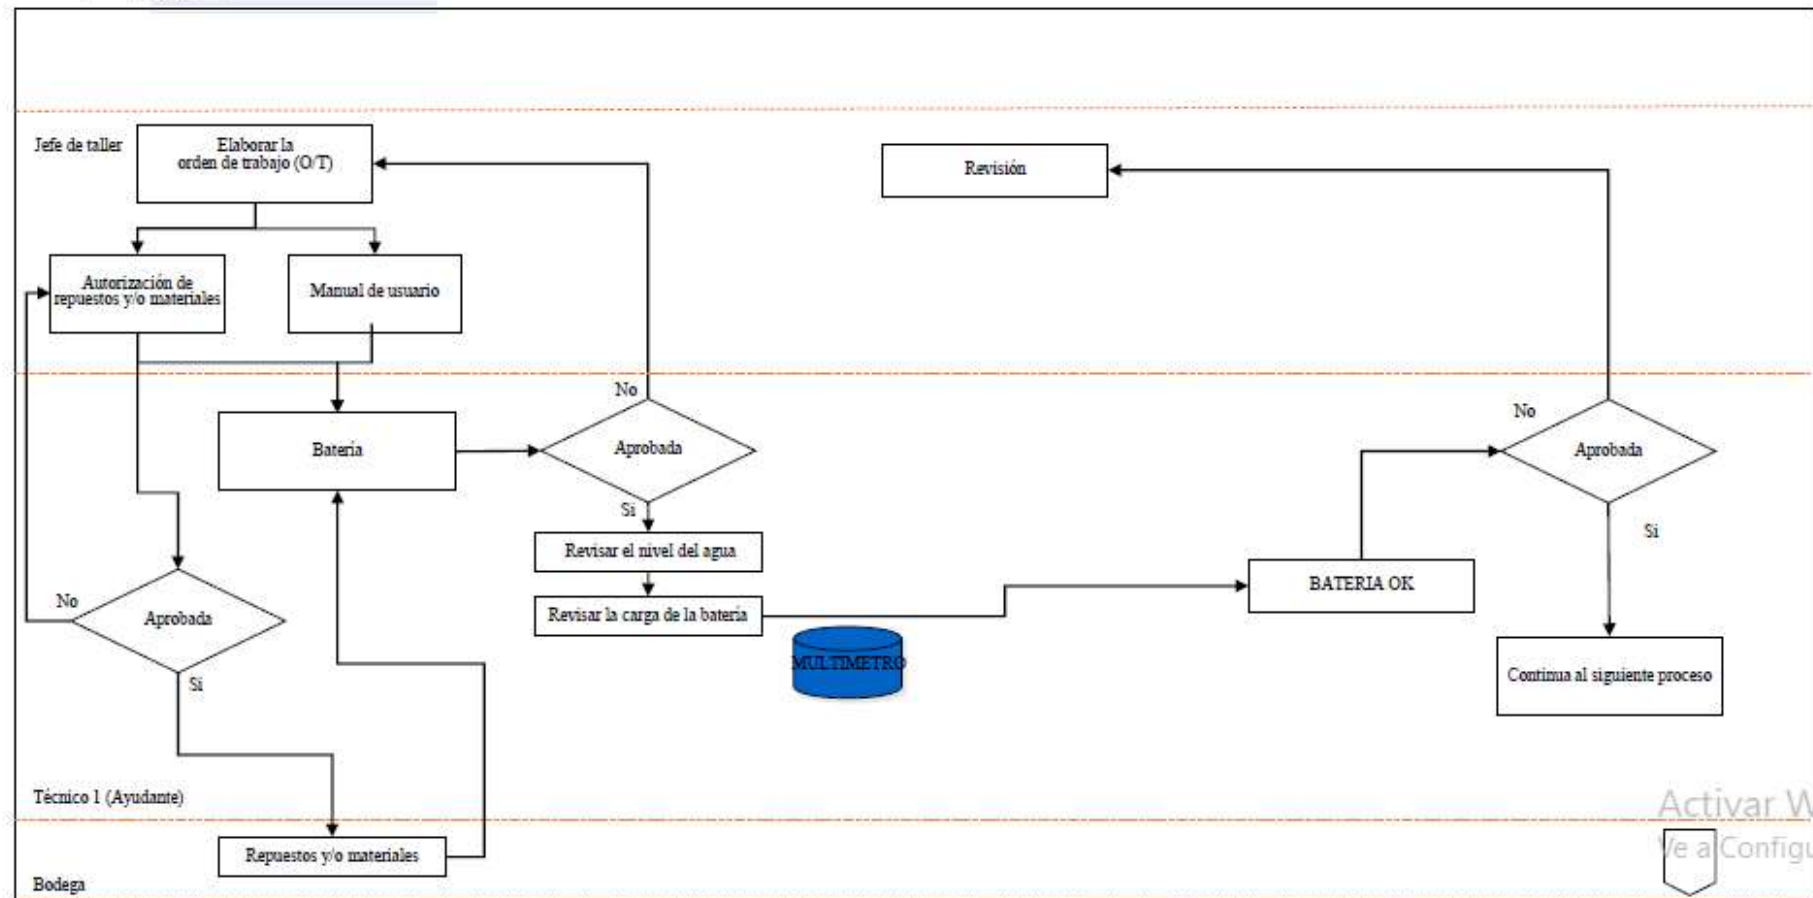 Jefe de taller
Elaborar la
orden de trabajo (O/T)
Revisión
Autorización de
repuestos y/o materiales
Manual de usuario
No
No
Batería
Aprobada
Aprobada
Si
Si
Revisar el nivel del agua
BATERIA OK
No
Aprobada
Revisar la carga de la batería
MULTIMETRO
Si
Continua al siguiente proceso
Técnico 1 (Ayudante)
Activar W
Ve a Configu
Repuestos y/o materiales
Bodega